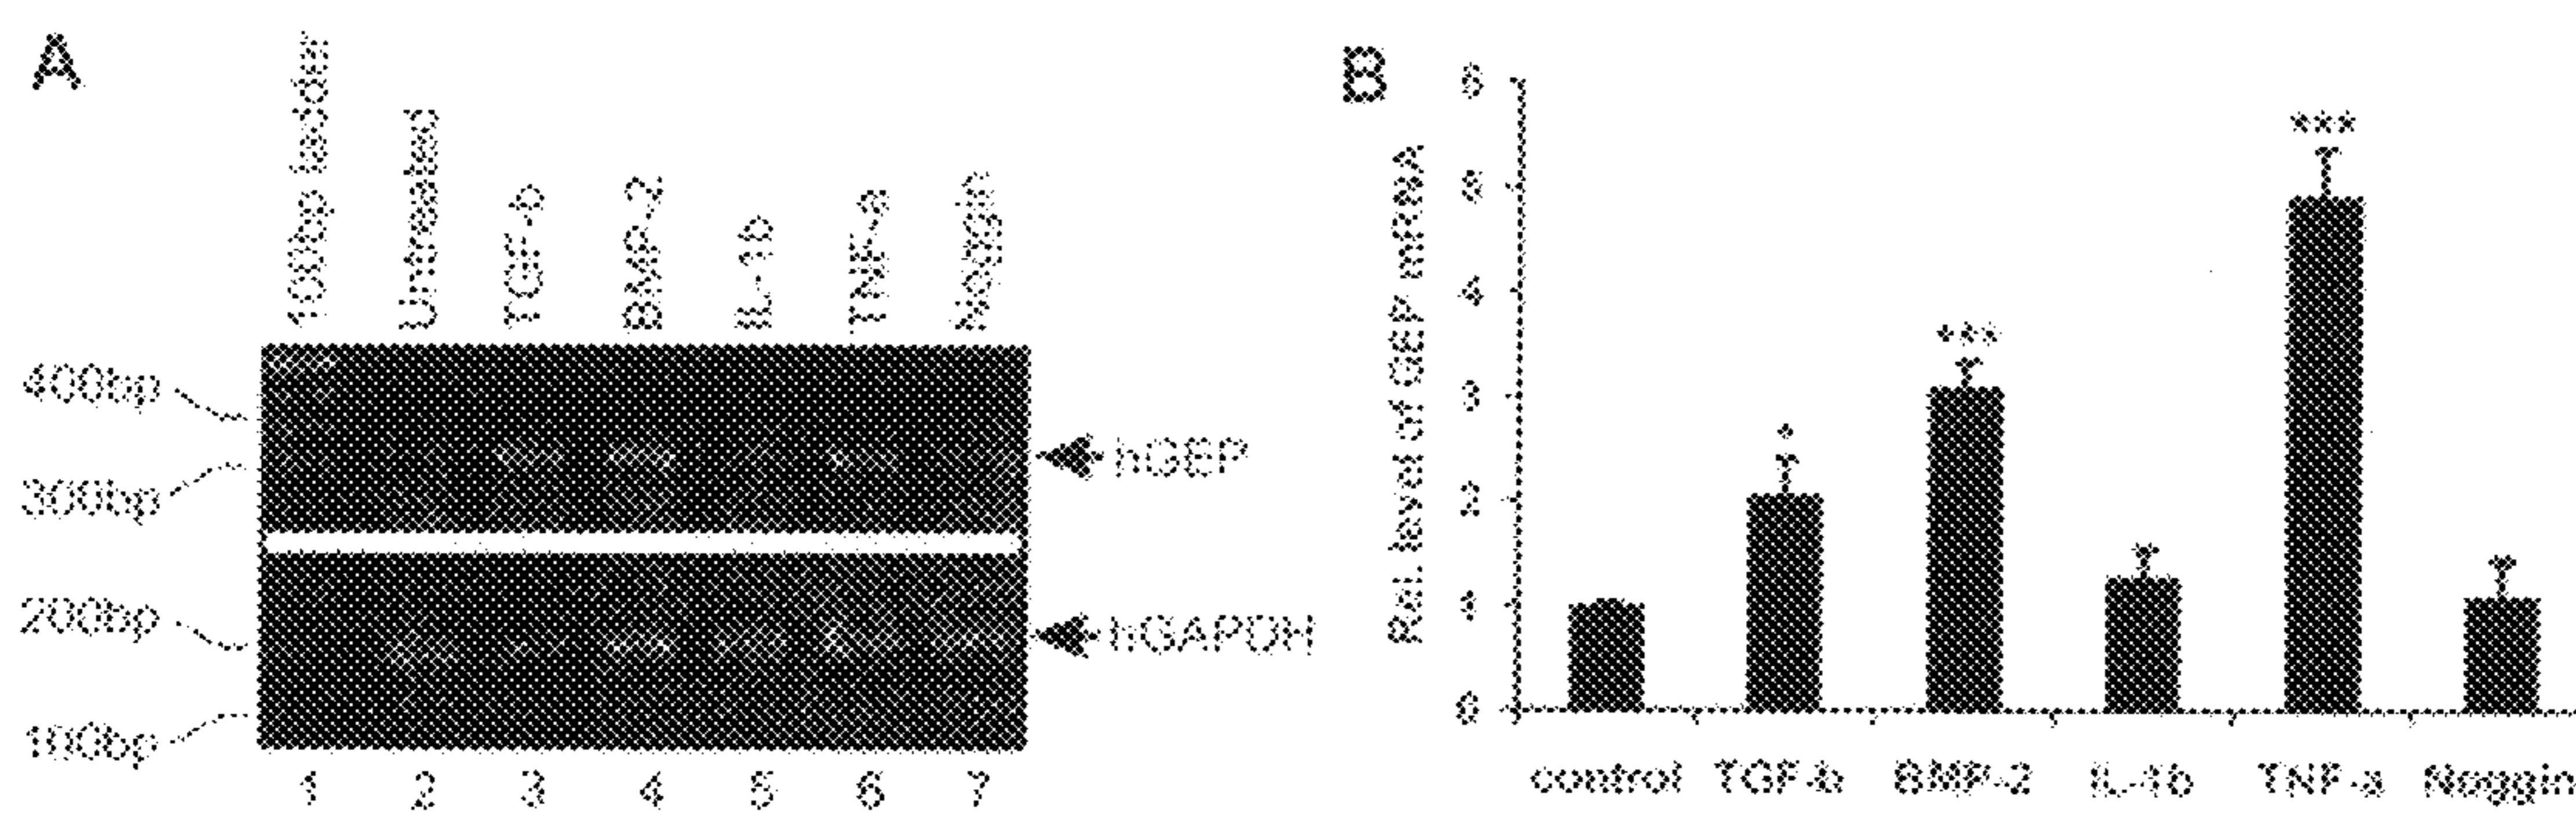 A
100bp ladder
Untreated
TGF-b
BMP-2
IL-1b
TNF-a
Noggin
400bp
300bp
200bp
100bp
hGEP
hGAPDH
1 2 3 4 5 6 7
B
Rel. level of GEP mRNA
6
5
4
3
2
1
0
*
***
***
control TGF-b BMP-2 IL-1b TNF-a Noggin